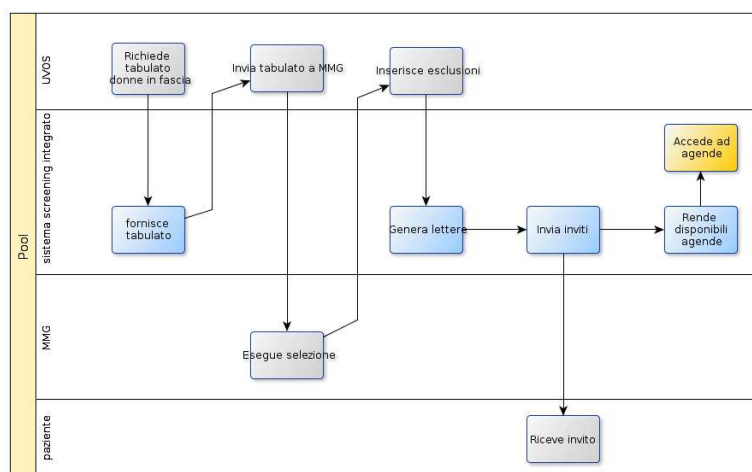 Pool
UVOS
Richiede
tabulato
donne in fascia
Invia tabulato a MMG
Inserisce esclusioni
sistema screening integrato
Accede ad
agende
fornisce
tabulato
Genera lettere
Invia inviti
Rende
disponibili
agende
MMG
Esegue selezione
paziente
Riceve invito